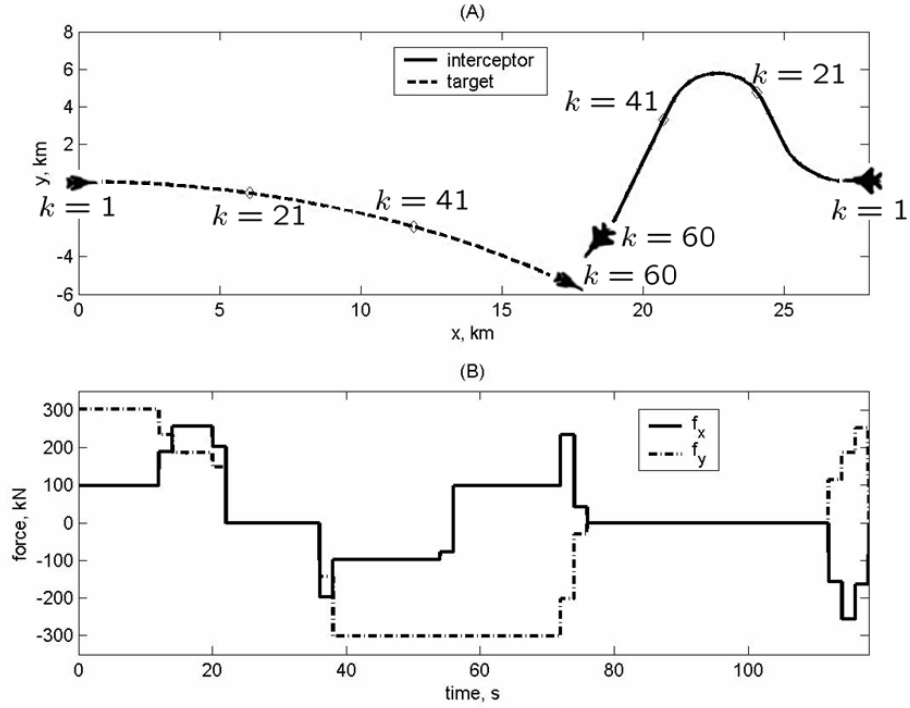 (A)
8
6
4
2
0
-2
-4
-6
y, km
interceptor
target
k = 1
k = 21
k = 41
k = 60
k = 60
k = 41
k = 21
k = 1
0 5 10 15 20 25
x, km
(B)
300
200
100
0
-100
-200
-300
force, kN
f_x
f_y
0 20 40 60 80 100
time, s